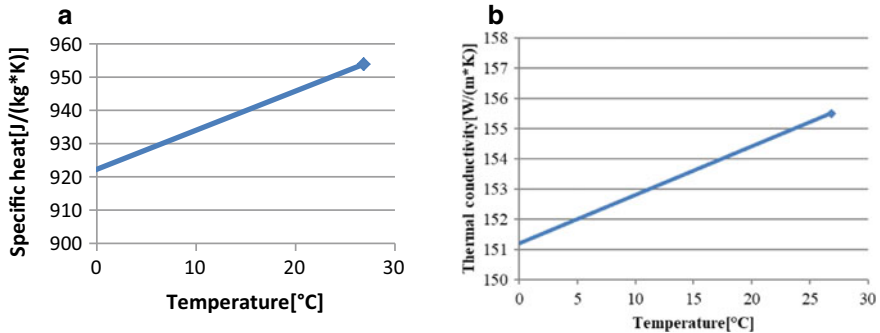 a
Specific heat[J/(kg*K)]
960
950
940
930
920
910
900
0 10 20 30
Temperature[°C]
b
Thermal conductivity[W/(m*K)]
158
157
156
155
154
153
152
151
150
0 5 10 15 20 25 30
Temperature[°C]